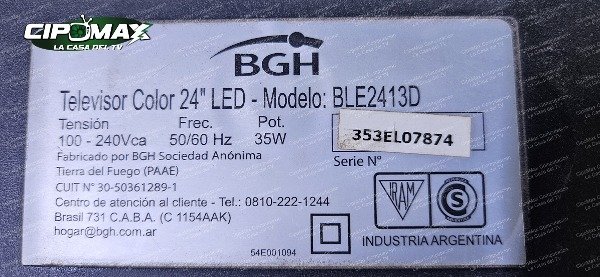 CIPOMAX
LA CASA DEL TV
BGH
Televisor Color 24" LED - Modelo: BLE2413D
Tensión Frec. Pot.
100 - 240Vca 50/60 Hz 35W
353EL07874
Serie N°
Fabricado por BGH Sociedad Anónima
Tierra del Fuego (PAAE)
CUIT N° 30-50361289-1
Centro de atención al cliente - Tel.: 0810-222-1244
Brasil 731 C.A.B.A. (C 1154AAK)
hogar@bgh.com.ar
IRAM
S
INDUSTRIA ARGENTINA
54E001094